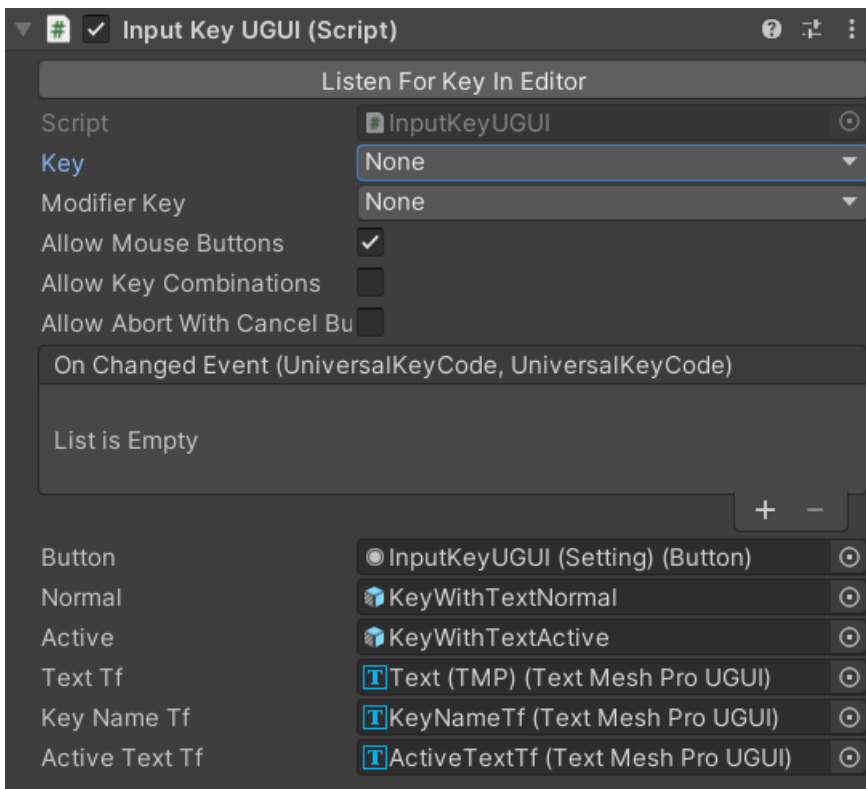 Input Key UGUI (Script)
Listen For Key In Editor
Script InputKeyUGUI
Key None
Modifier Key None
Allow Mouse Buttons
Allow Key Combinations
Allow Abort With Cancel Bu
On Changed Event (UniversalKeyCode, UniversalKeyCode)
List is Empty
Button InputKeyUGUI (Setting) (Button)
Normal KeyWithTextNormal
Active KeyWithTextActive
Text Tf Text (TMP) (Text Mesh Pro UGUI)
Key Name Tf KeyNameTf (Text Mesh Pro UGUI)
Active Text Tf ActiveTextTf (Text Mesh Pro UGUI)